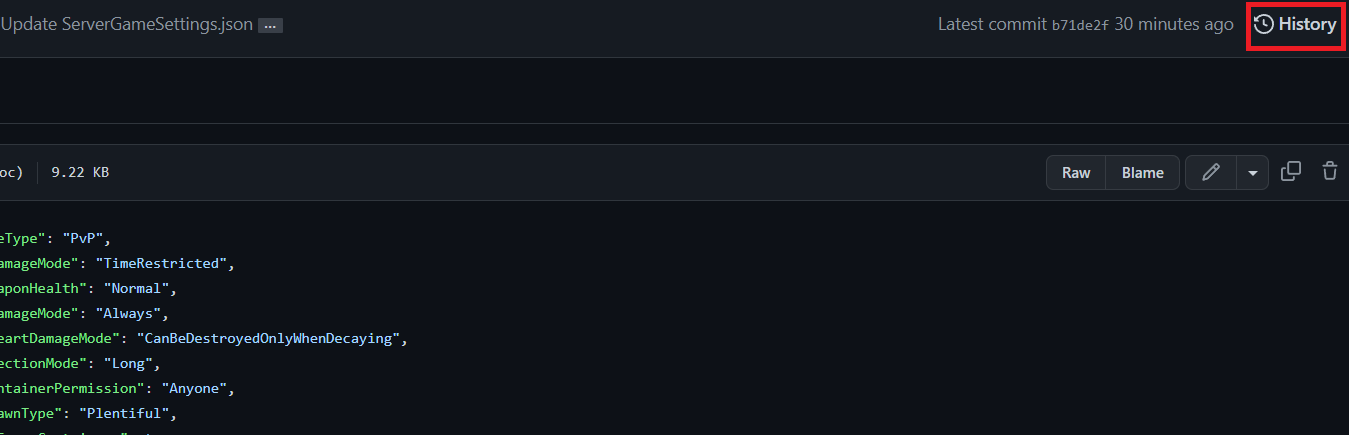 Update ServerGameSettings.json ...
Latest commit b71de2f 30 minutes ago History
oc) 9.22 KB
Raw Blame
eType": "PvP",
amageMode": "TimeRestricted",
aponHealth": "Normal",
amageMode": "Always",
eartDamageMode": "CanBeDestroyedOnlyWhenDecaying",
ectionMode": "Long",
ntainerPermission": "Anyone",
awnType": "Plentiful",